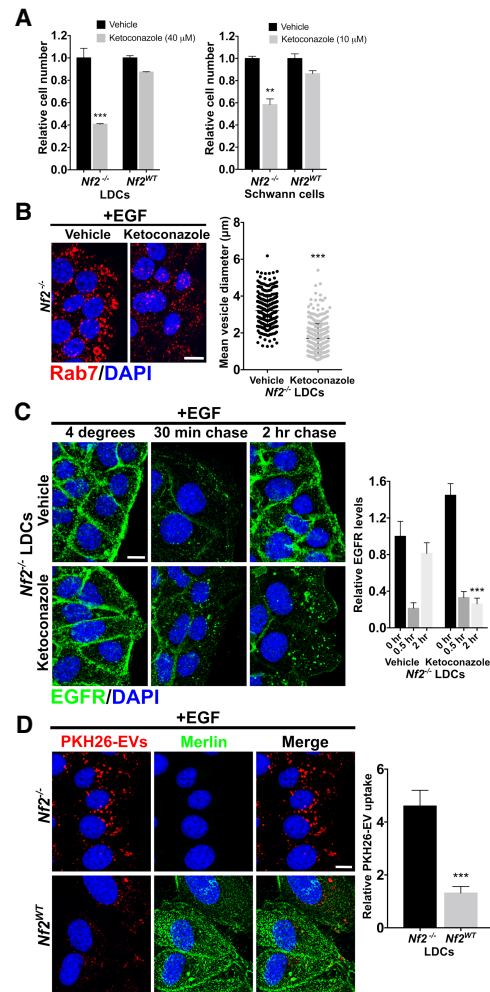 A
Vehicle
Ketoconazole (40 µM)
Relative cell number
1.2
1.0
0.8
0.6
0.4
0.2
0
***
Nf2 -/- Nf2WT
LDCs
Vehicle
Ketoconazole (10 µM)
Relative cell number
1.2
1.0
0.8
0.6
0.4
0.2
0
**
Nf2 -/- Nf2WT
Schwann cells
B
+EGF
Vehicle Ketoconazole
Nf2-/-
Rab7/DAPI
Mean vesicle diameter (µm)
8
6
4
2
0
***
Vehicle Ketoconazole
Nf2-/- LDCs
C
+EGF
4 degrees 30 min chase 2 hr chase
Nf2-/- LDCs
Vehicle
Ketoconazole
EGFR/DAPI
Relative EGFR levels
1.6
1.2
0.8
0.4
0.0
***
0 hr 0.5 hr 2 hr 0 hr 0.5 hr 2 hr
Vehicle Ketoconazole
Nf2-/- LDCs
D
+EGF
PKH26-EVs Merlin Merge
Nf2-/-
Nf2WT
Relative PKH26-EV uptake
6
4
2
0
***
Nf2-/- Nf2WT
LDCs